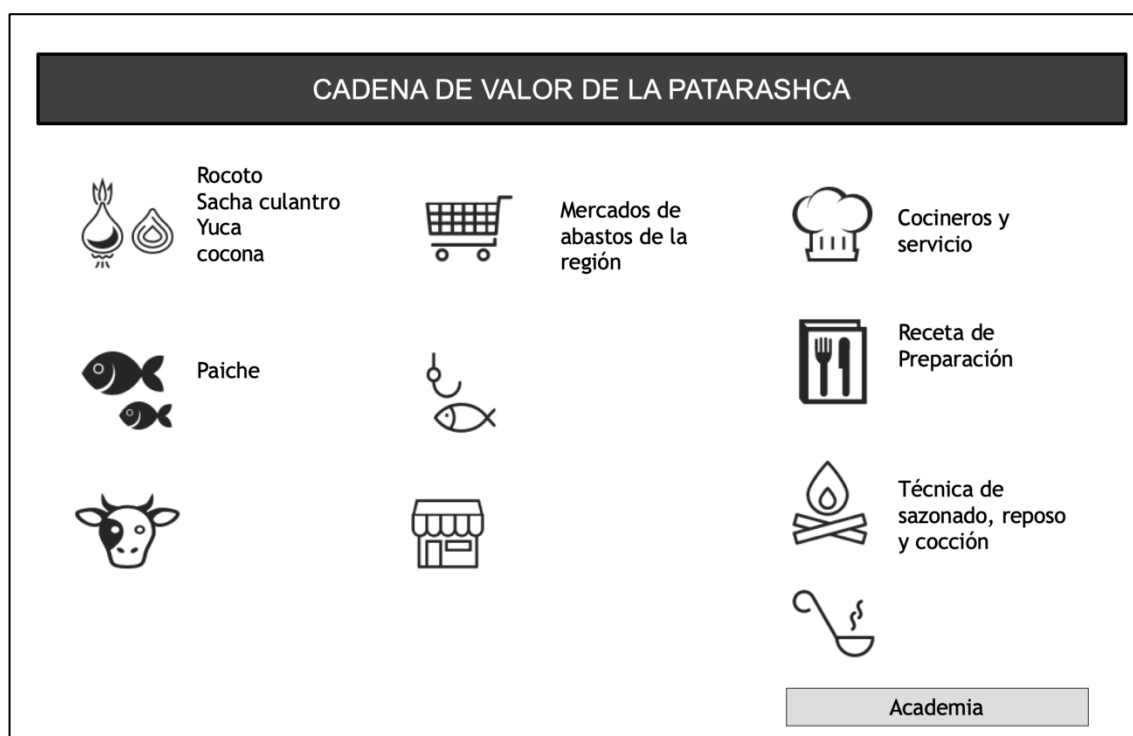 CADENA DE VALOR DE LA PATARASHCA
Rocoto
Sacha culantro
Yuca
cocona
Mercados de
abastos de la
región
Cocineros y
servicio
Paiche
Receta de
Preparación
Técnica de
sazonado, reposo
y cocción
Academia